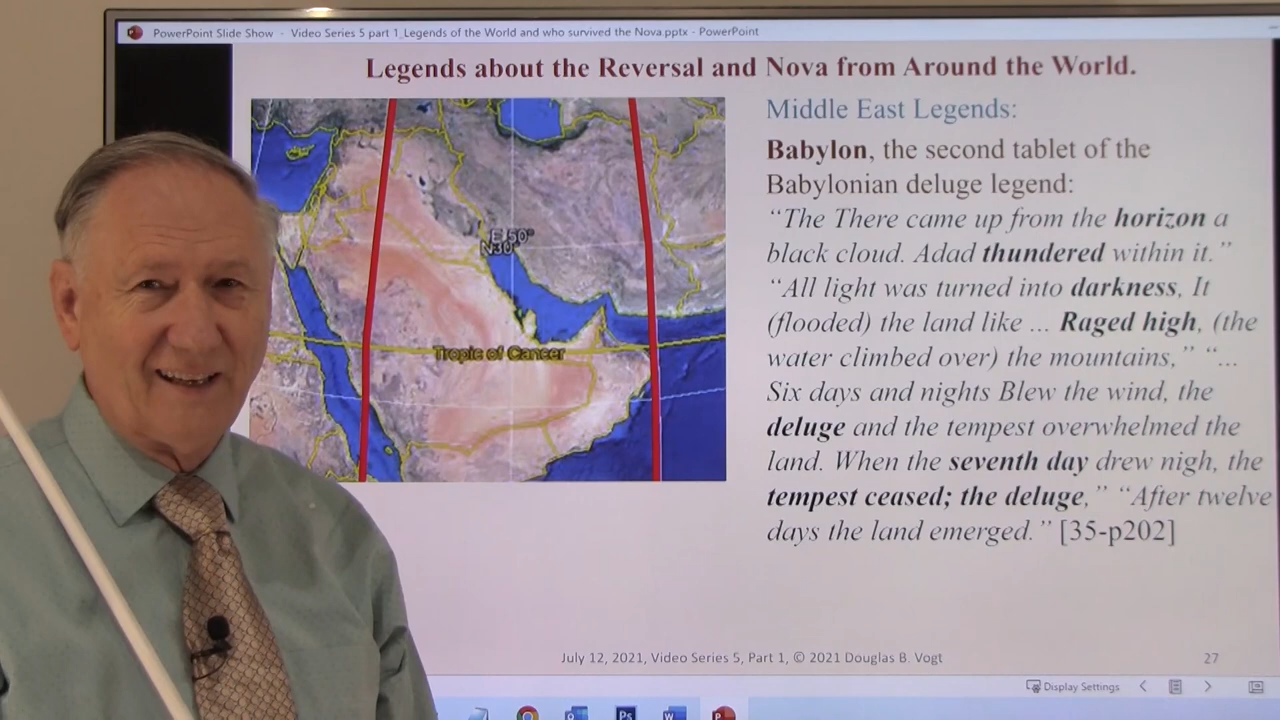 PowerPoint Slide Show - Video Series 5 part 1_Legends of the World and who survived the Nova.pptx - PowerPoint
Legends about the Reversal and Nova from Around the World.
Middle East Legends:
Babylon, the second tablet of the
Babylonian deluge legend:
“The There came up from the horizon a
black cloud. Adad thundered within it.”
“All light was turned into darkness, It
(flooded) the land like ... Raged high, (the
water climbed over) the mountains,” “...
Six days and nights Blew the wind, the
deluge and the tempest overwhelmed the
land. When the seventh day drew nigh, the
tempest ceased; the deluge,” “After twelve
days the land emerged.” [35-p202]
E 50°
N30°
Tropic of Cancer
July 12, 2021, Video Series 5, Part 1, © 2021 Douglas B. Vogt
27
Display Settings
Ps